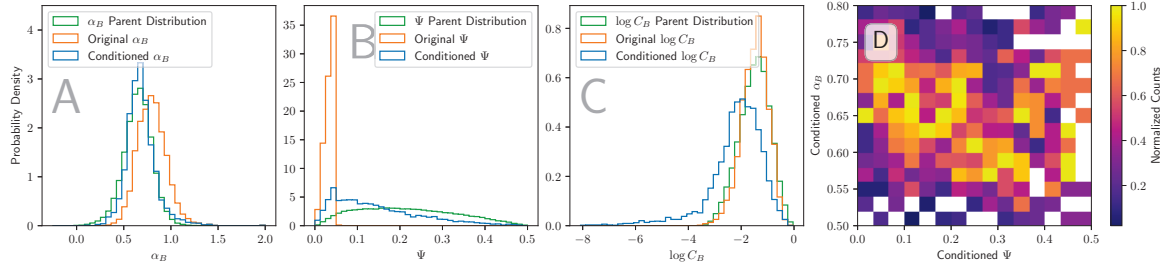 α_B Parent Distribution
Original α_B
Conditioned α_B
A
Probability Density
0 1 2 3 4
0.0 0.5 1.0 1.5 2.0
α_B
Ψ Parent Distribution
Original Ψ
Conditioned Ψ
B
0 5 10 15 20 25 30 35
0.0 0.1 0.2 0.3 0.4 0.5
Ψ
log C_B Parent Distribution
Original log C_B
Conditioned log C_B
C
0.0 0.2 0.4 0.6 0.8
−8 −6 −4 −2 0
log C_B
D
Conditioned α_B
0.50 0.55 0.60 0.65 0.70 0.75 0.80
0.0 0.1 0.2 0.3 0.4 0.5
Conditioned Ψ
0.2 0.4 0.6 0.8 1.0
Normalized Counts